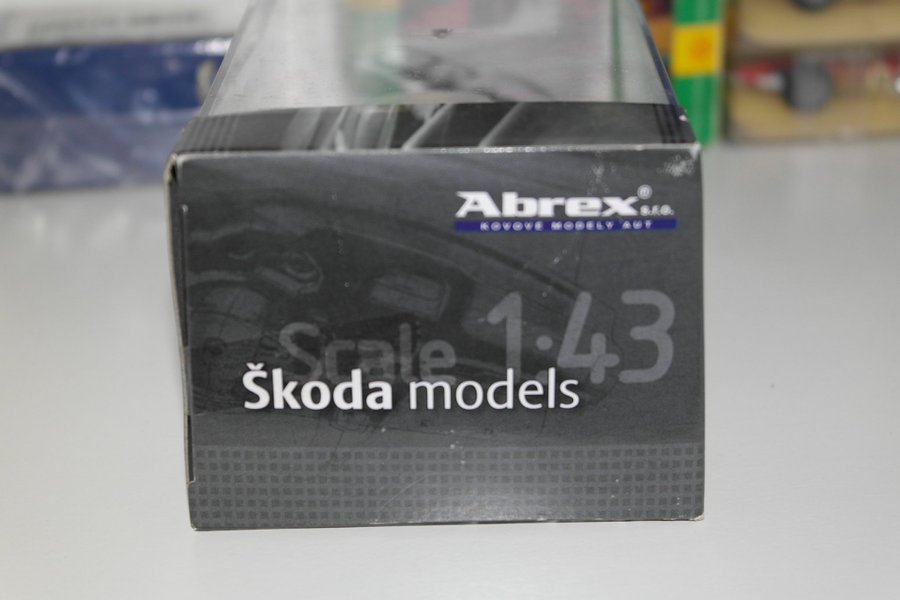 Abrex® s.r.o.
KOVOVÉ MODELY AUT
Scale 1:43
Škoda models